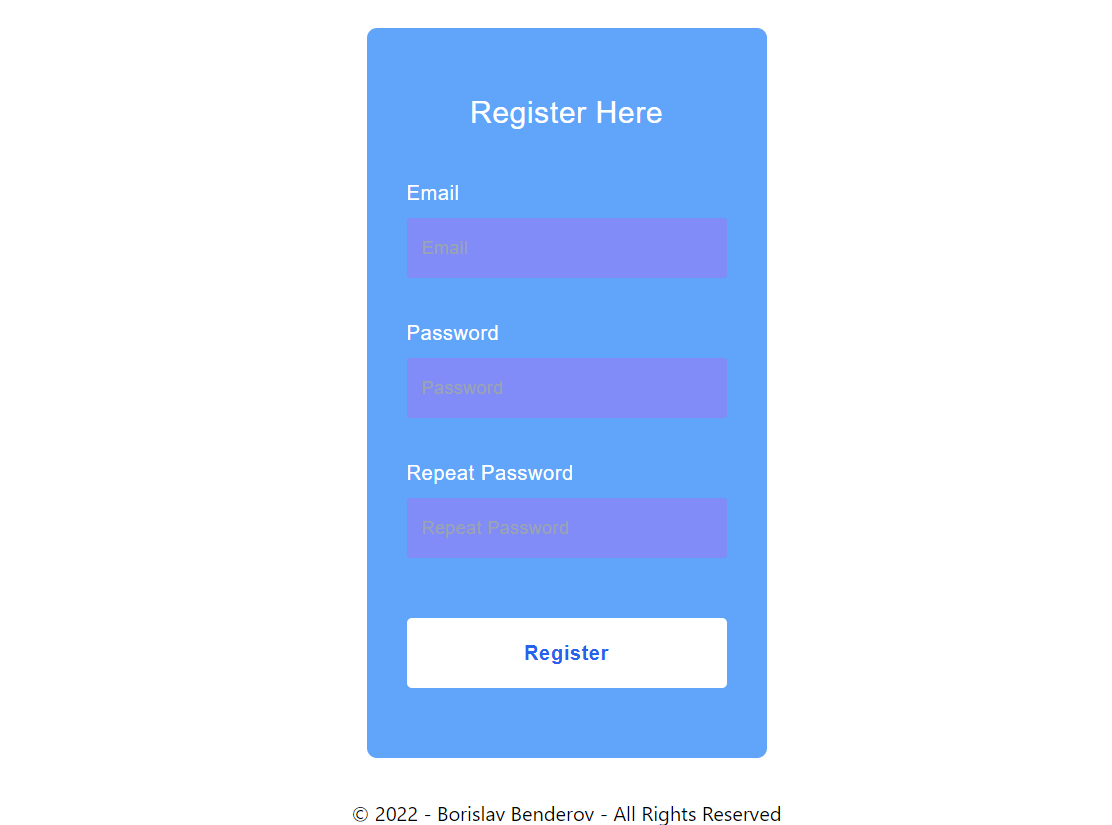 Register Here
Email
Email
Password
Password
Repeat Password
Repeat Password
Register
© 2022 - Borislav Benderov - All Rights Reserved